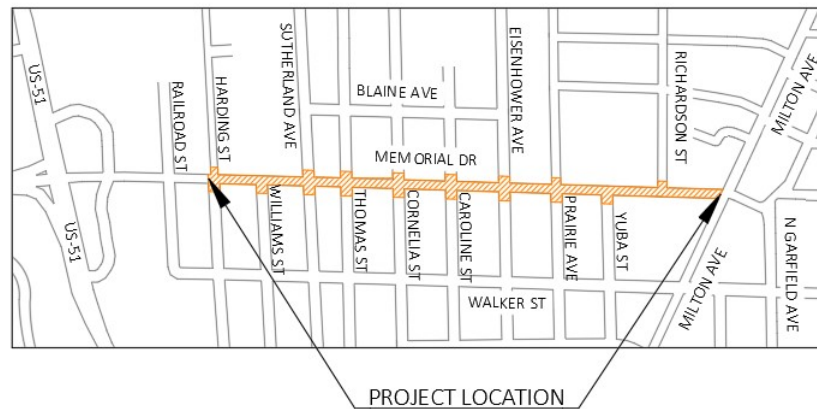 US-51
RAILROAD ST
HARDING ST
SUTHERLAND AVE
BLAINE AVE
EISENHOWER AVE
RICHARDSON ST
MILTON AVE
MEMORIAL DR
US-51
WILLIAMS ST
THOMAS ST
CORNELIA ST
CAROLINE ST
PRAIRIE AVE
YUBA ST
MILTON AVE
N GARFIELD AVE
WALKER ST
PROJECT LOCATION